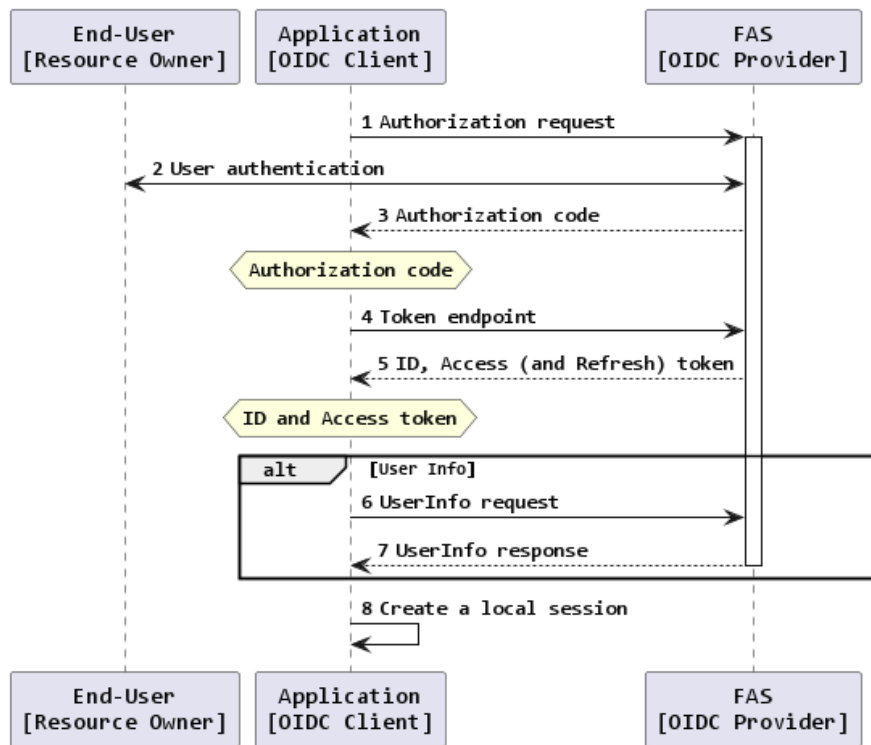 End-User
[Resource Owner]
Application
[OIDC Client]
FAS
[OIDC Provider]
1 Authorization request
2 User authentication
3 Authorization code
Authorization code
4 Token endpoint
5 ID, Access (and Refresh) token
ID and Access token
alt [User Info]
6 UserInfo request
7 UserInfo response
8 Create a local session
End-User
[Resource Owner]
Application
[OIDC Client]
FAS
[OIDC Provider]